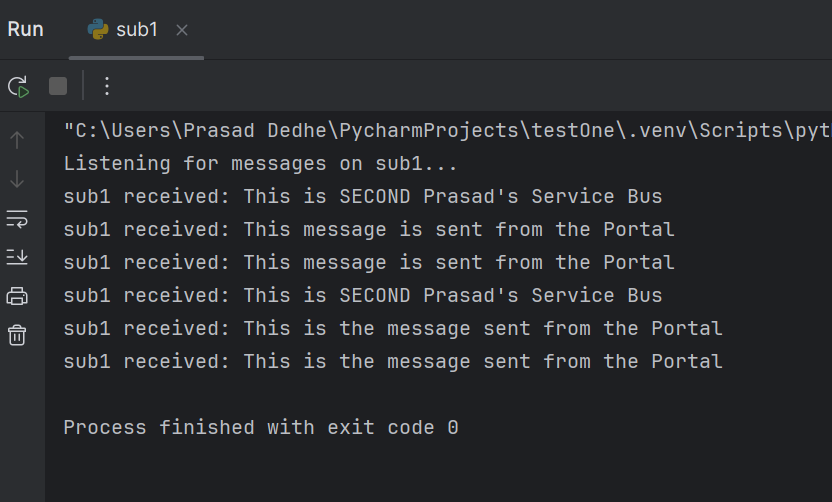 Run sub1
"C:\Users\Prasad Dedhe\PycharmProjects\testOne\.venv\Scripts\pyt
Listening for messages on sub1...
sub1 received: This is SECOND Prasad's Service Bus
sub1 received: This message is sent from the Portal
sub1 received: This message is sent from the Portal
sub1 received: This is SECOND Prasad's Service Bus
sub1 received: This is the message sent from the Portal
sub1 received: This is the message sent from the Portal
Process finished with exit code 0